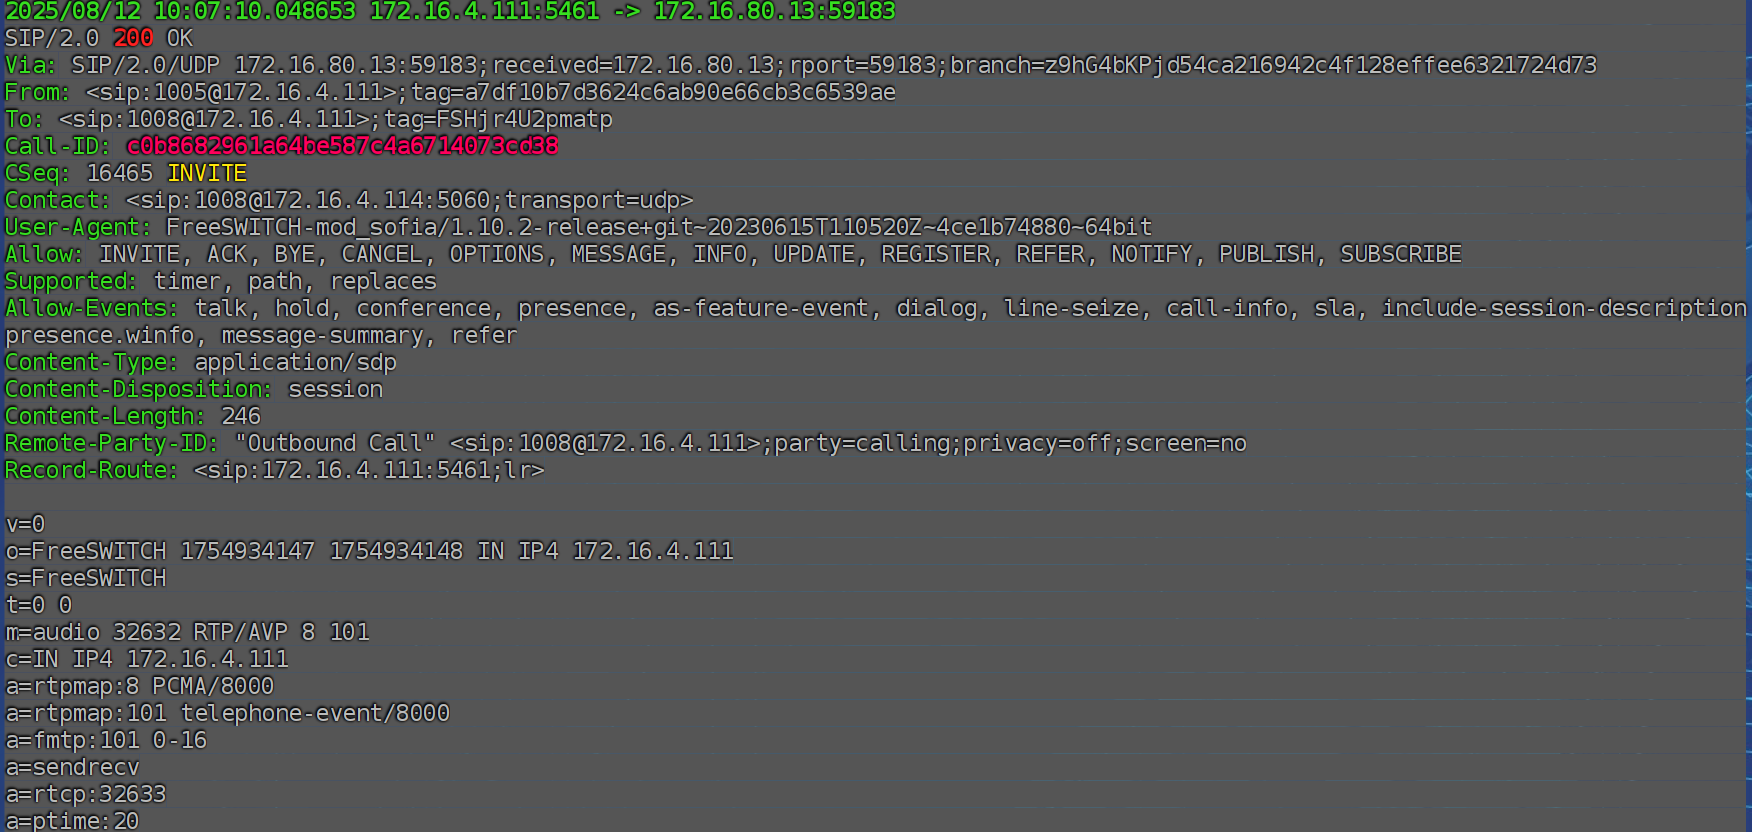 2025/08/12 10:07:10.048653 172.16.4.111:5461 -> 172.16.80.13:59183
SIP/2.0 200 OK
Via: SIP/2.0/UDP 172.16.80.13:59183;received=172.16.80.13;rport=59183;branch=z9hG4bKPjd54ca216942c4f128effee6321724d73
From: <sip:1005@172.16.4.111>;tag=a7df10b7d3624c6ab90e66cb3c6539ae
To: <sip:1008@172.16.4.111>;tag=FSHjr4U2pmatp
Call-ID: c0b8682961a64be587c4a6714073cd38
CSeq: 16465 INVITE
Contact: <sip:1008@172.16.4.114:5060;transport=udp>
User-Agent: FreeSWITCH-mod_sofia/1.10.2-release+git~20230615T110520Z~4ce1b74880~64bit
Allow: INVITE, ACK, BYE, CANCEL, OPTIONS, MESSAGE, INFO, UPDATE, REGISTER, REFER, NOTIFY, PUBLISH, SUBSCRIBE
Supported: timer, path, replaces
Allow-Events: talk, hold, conference, presence, as-feature-event, dialog, line-seize, call-info, sla, include-session-description
presence.winfo, message-summary, refer
Content-Type: application/sdp
Content-Disposition: session
Content-Length: 246
Remote-Party-ID: "Outbound Call" <sip:1008@172.16.4.111>;party=calling;privacy=off;screen=no
Record-Route: <sip:172.16.4.111:5461;lr>
v=0
o=FreeSWITCH 1754934147 1754934148 IN IP4 172.16.4.111
s=FreeSWITCH
t=0 0
m=audio 32632 RTP/AVP 8 101
c=IN IP4 172.16.4.111
a=rtpmap:8 PCMA/8000
a=rtpmap:101 telephone-event/8000
a=fmtp:101 0-16
a=sendrecv
a=rtcp:32633
a=ptime:20